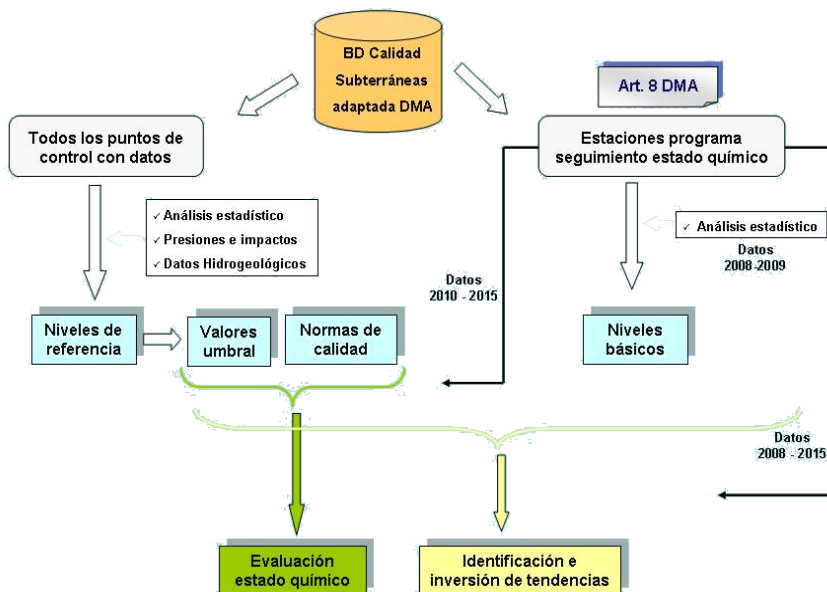 BD Calidad
Subterráneas
adaptada DMA
Art. 8 DMA
Todos los puntos de
control con datos
Estaciones programa
seguimiento estado químico
✓ Análisis estadístico
✓ Presiones e impactos
✓ Datos Hidrogeológicos
✓ Análisis estadístico
Datos
2008-2009
Datos
2010 - 2015
Niveles de
referencia
Valores
umbral
Normas de
calidad
Niveles
básicos
Datos
2008 - 2015
Evaluación
estado químico
Identificación e
inversión de tendencias